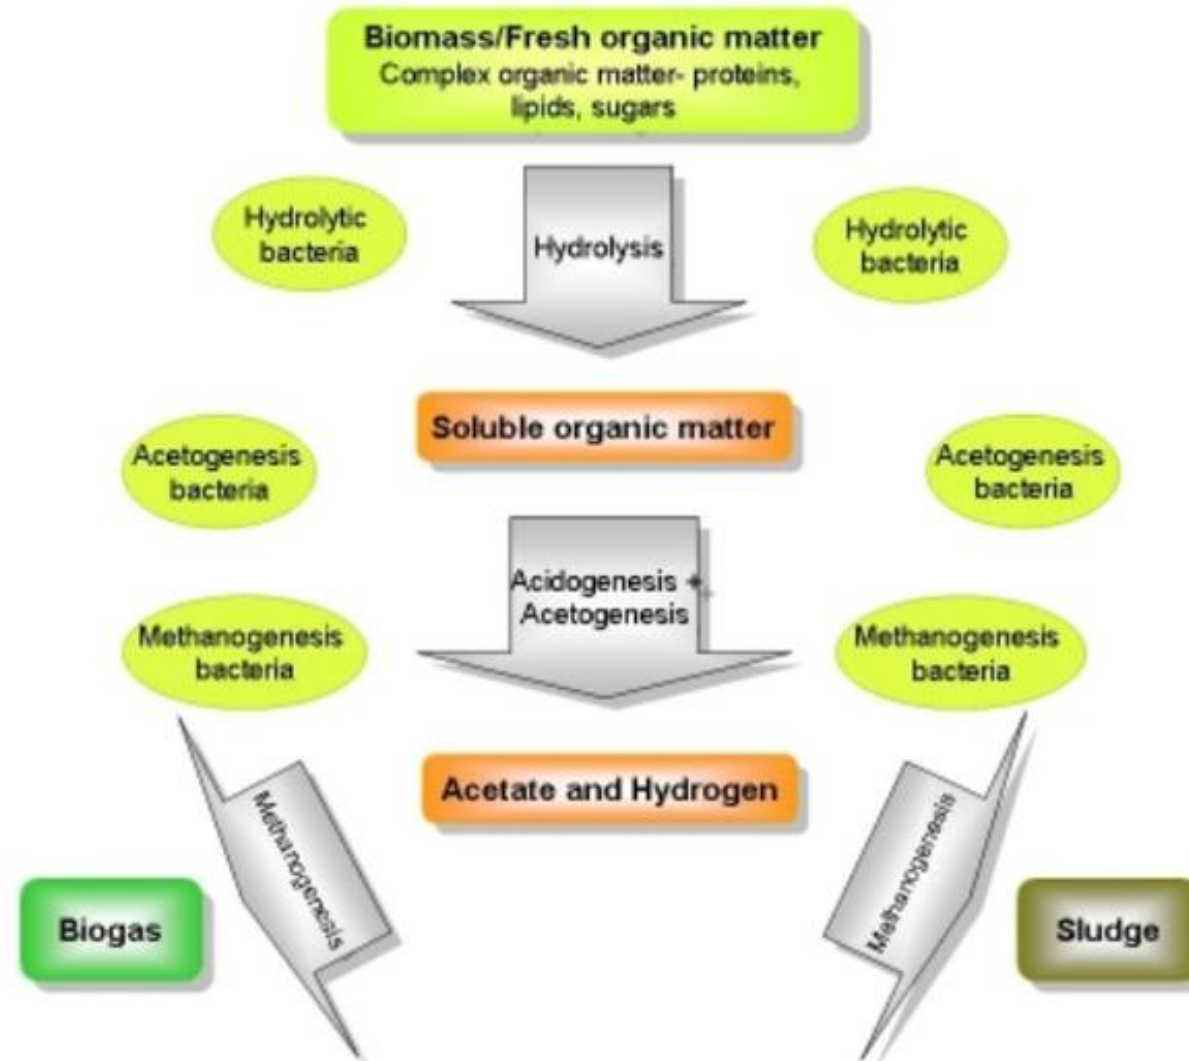 Biomass/Fresh organic matter
Complex organic matter- proteins,
lipids, sugars
Hydrolytic
bacteria
Hydrolysis
Hydrolytic
bacteria
Soluble organic matter
Acetogenesis
bacteria
Acetogenesis
bacteria
Acidogenesis +
Acetogenesis
Methanogenesis
bacteria
Methanogenesis
bacteria
Acetate and Hydrogen
Methanogenesis
Methanogenesis
Biogas
Sludge